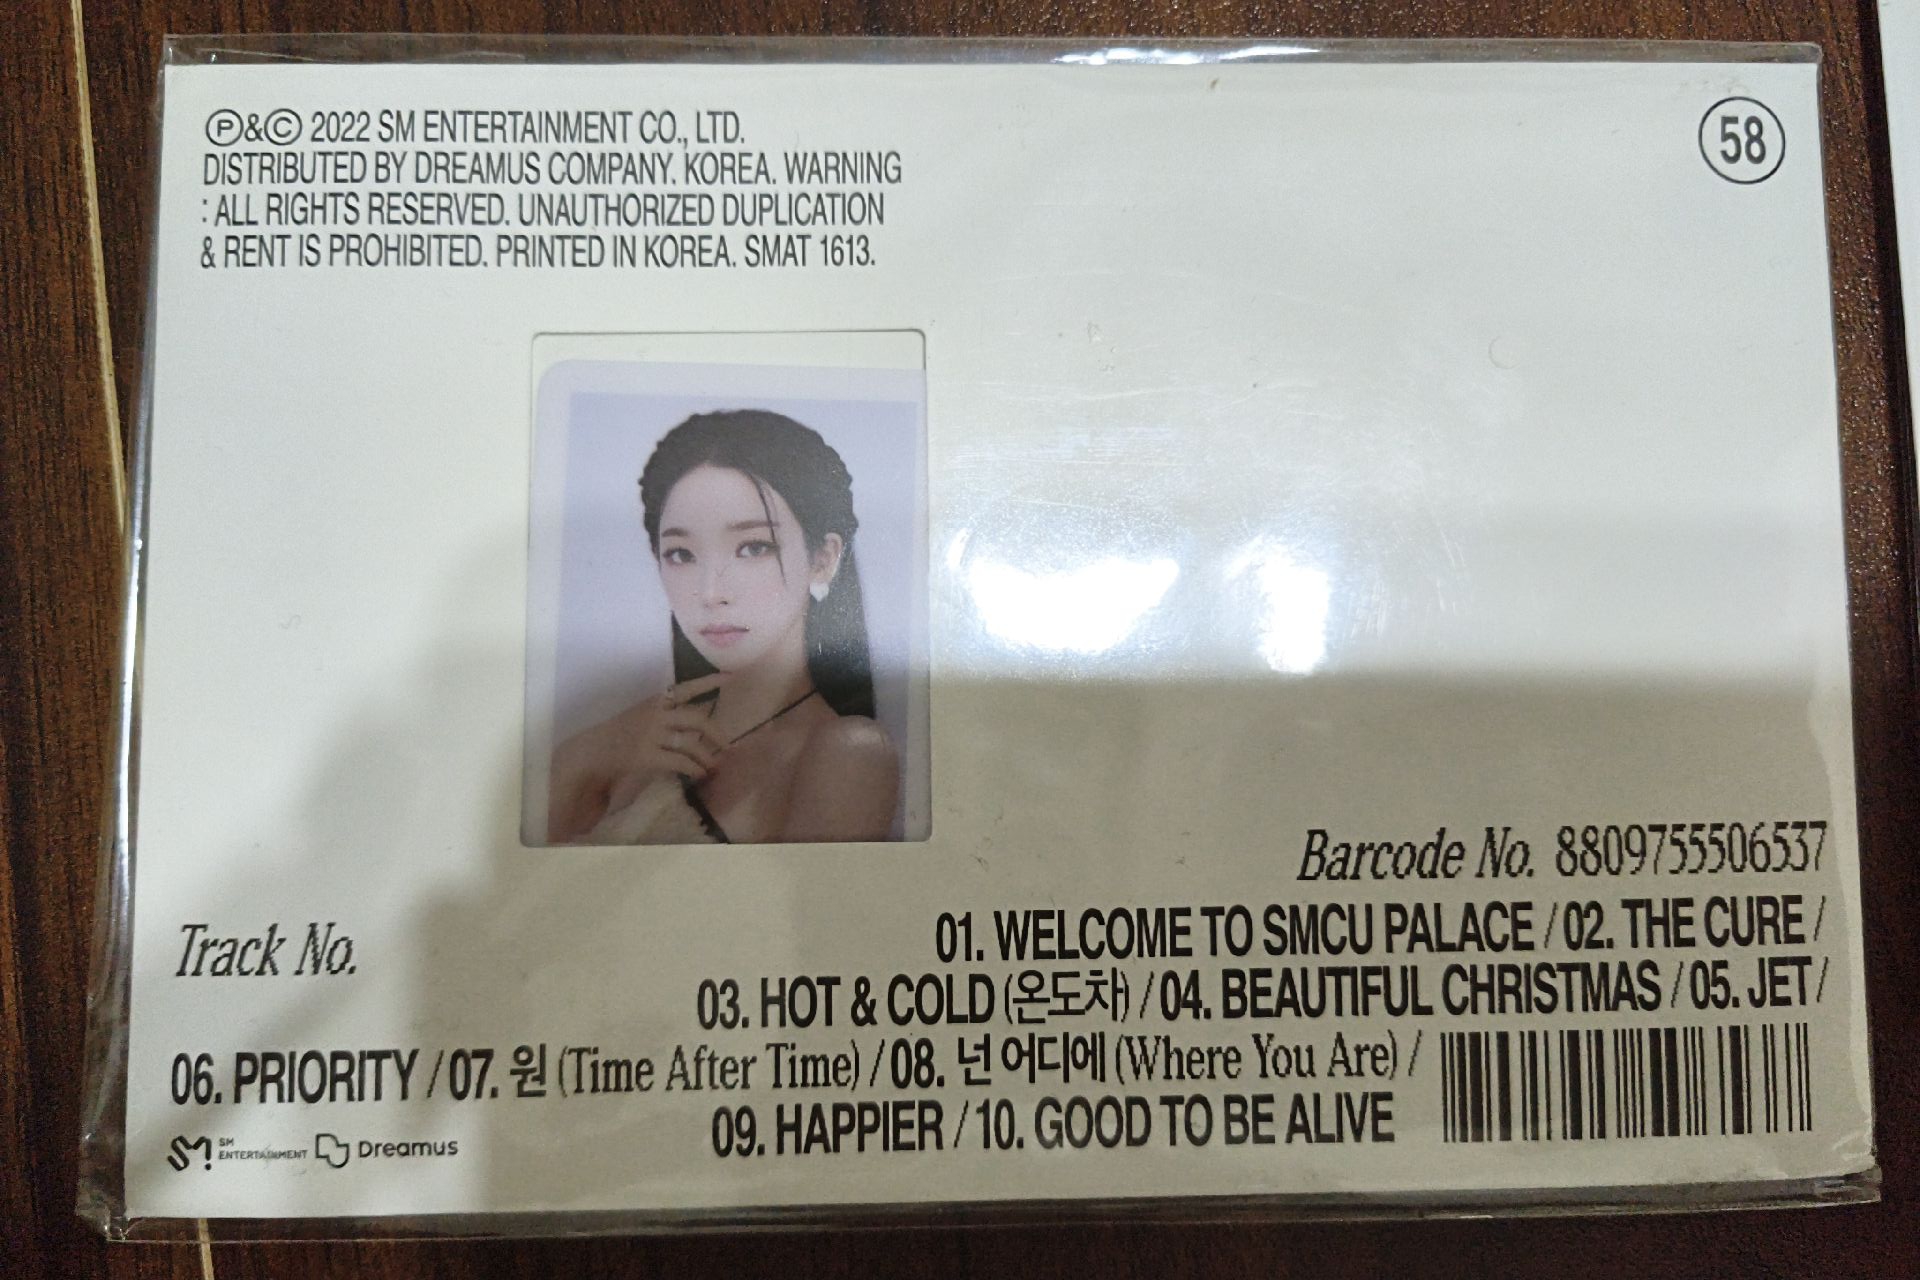 Ⓟ&© 2022 SM ENTERTAINMENT CO., LTD.
DISTRIBUTED BY DREAMUS COMPANY. KOREA. WARNING
: ALL RIGHTS RESERVED. UNAUTHORIZED DUPLICATION
& RENT IS PROHIBITED. PRINTED IN KOREA. SMAT 1613.
58
Barcode No. 8809755506537
Track No.
01. WELCOME TO SMCU PALACE / 02. THE CURE /
03. HOT & COLD (온도차) / 04. BEAUTIFUL CHRISTMAS / 05. JET /
06. PRIORITY / 07. 원 (Time After Time) / 08. 넌 어디에 (Where You Are) /
09. HAPPIER / 10. GOOD TO BE ALIVE
SM
ENTERTAINMENT
Dreamus